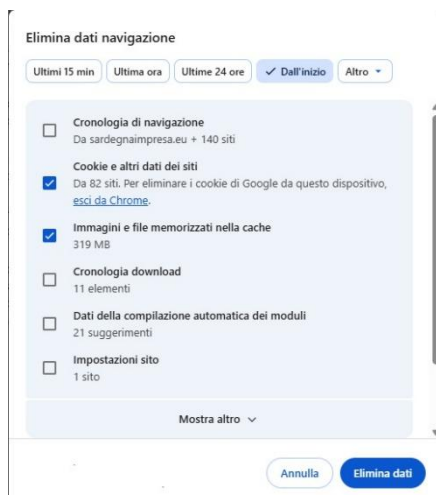 Elimina dati navigazione
Ultimi 15 min Ultima ora Ultime 24 ore Dall'inizio Altro
Cronologia di navigazione
Da sardegnaimpresa.eu + 140 siti
Cookie e altri dati dei siti
Da 82 siti. Per eliminare i cookie di Google da questo dispositivo,
esci da Chrome.
Immagini e file memorizzati nella cache
319 MB
Cronologia download
11 elementi
Dati della compilazione automatica dei moduli
21 suggerimenti
Impostazioni sito
1 sito
Mostra altro
Annulla Elimina dati